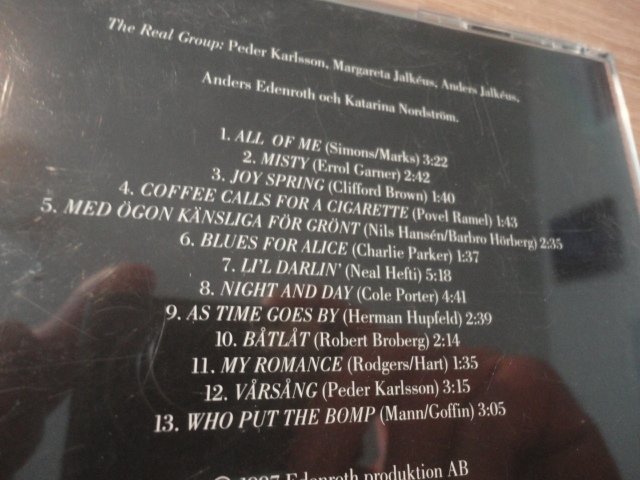 The Real Group: Peder Karlsson, Margareta Jalkéus, Anders Jalkéus,
Anders Edenroth och Katarina Nordström.
1. ALL OF ME (Simons/Marks) 3:22
2. MISTY (Errol Garner) 2:42
3. JOY SPRING (Clifford Brown) 1:40
4. COFFEE CALLS FOR A CIGARETTE (Povel Ramel) 1:43
5. MED ÖGON KÄNSLIGA FÖR GRÖNT (Nils Hansén/Barbro Hörberg) 2:35
6. BLUES FOR ALICE (Charlie Parker) 1:37
7. LI'L DARLIN' (Neal Hefti) 5:18
8. NIGHT AND DAY (Cole Porter) 4:41
9. AS TIME GOES BY (Herman Hupfeld) 2:39
10. BÅTLÅT (Robert Broberg) 2:14
11. MY ROMANCE (Rodgers/Hart) 1:35
12. VÅRSÅNG (Peder Karlsson) 3:15
13. WHO PUT THE BOMP (Mann/Goffin) 3:05
Edenroth produktion AB